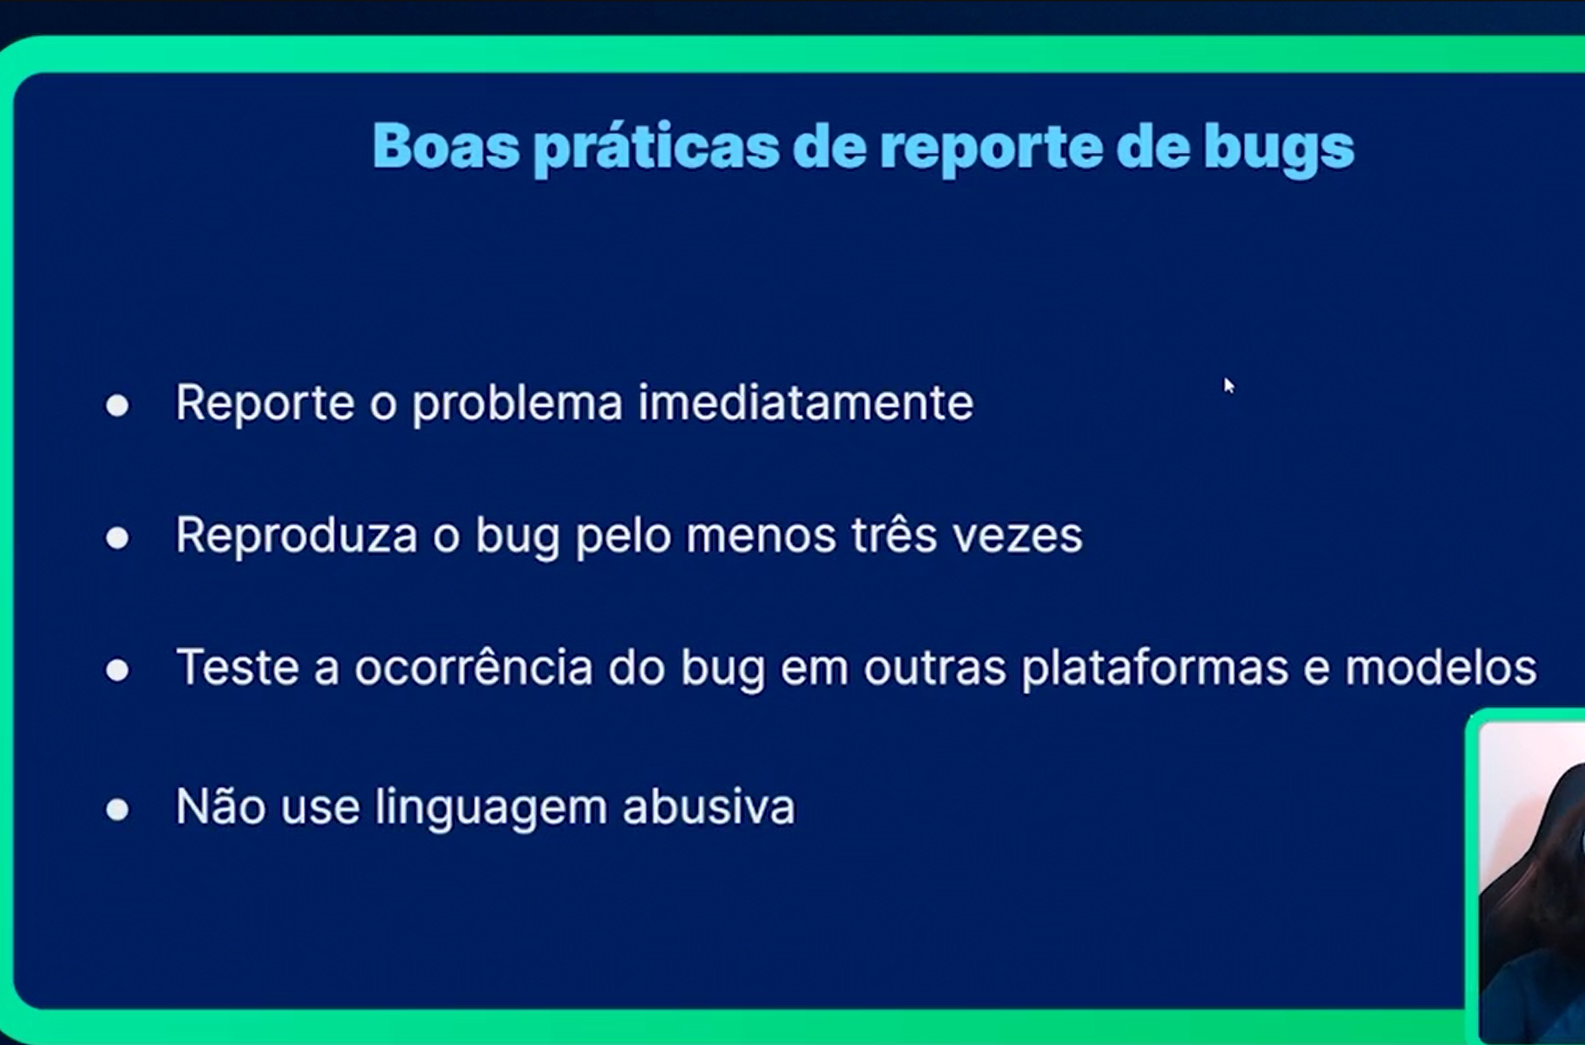 Boas práticas de reporte de bugs
● Reporte o problema imediatamente
● Reproduza o bug pelo menos três vezes
● Teste a ocorrência do bug em outras plataformas e modelos
● Não use linguagem abusiva